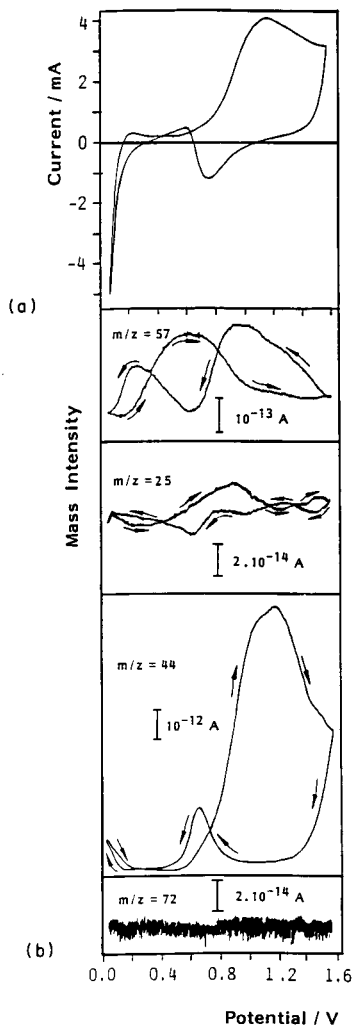 (a)
Current / mA
4
2
0
-2
-4
Mass Intensity
m/z = 57
10⁻¹³ A
m/z = 25
2.10⁻¹⁴ A
m/z = 44
10⁻¹² A
m/z = 72
2.10⁻¹⁴ A
(b)
0.0 0.4 0.8 1.2 1.6
Potential / V